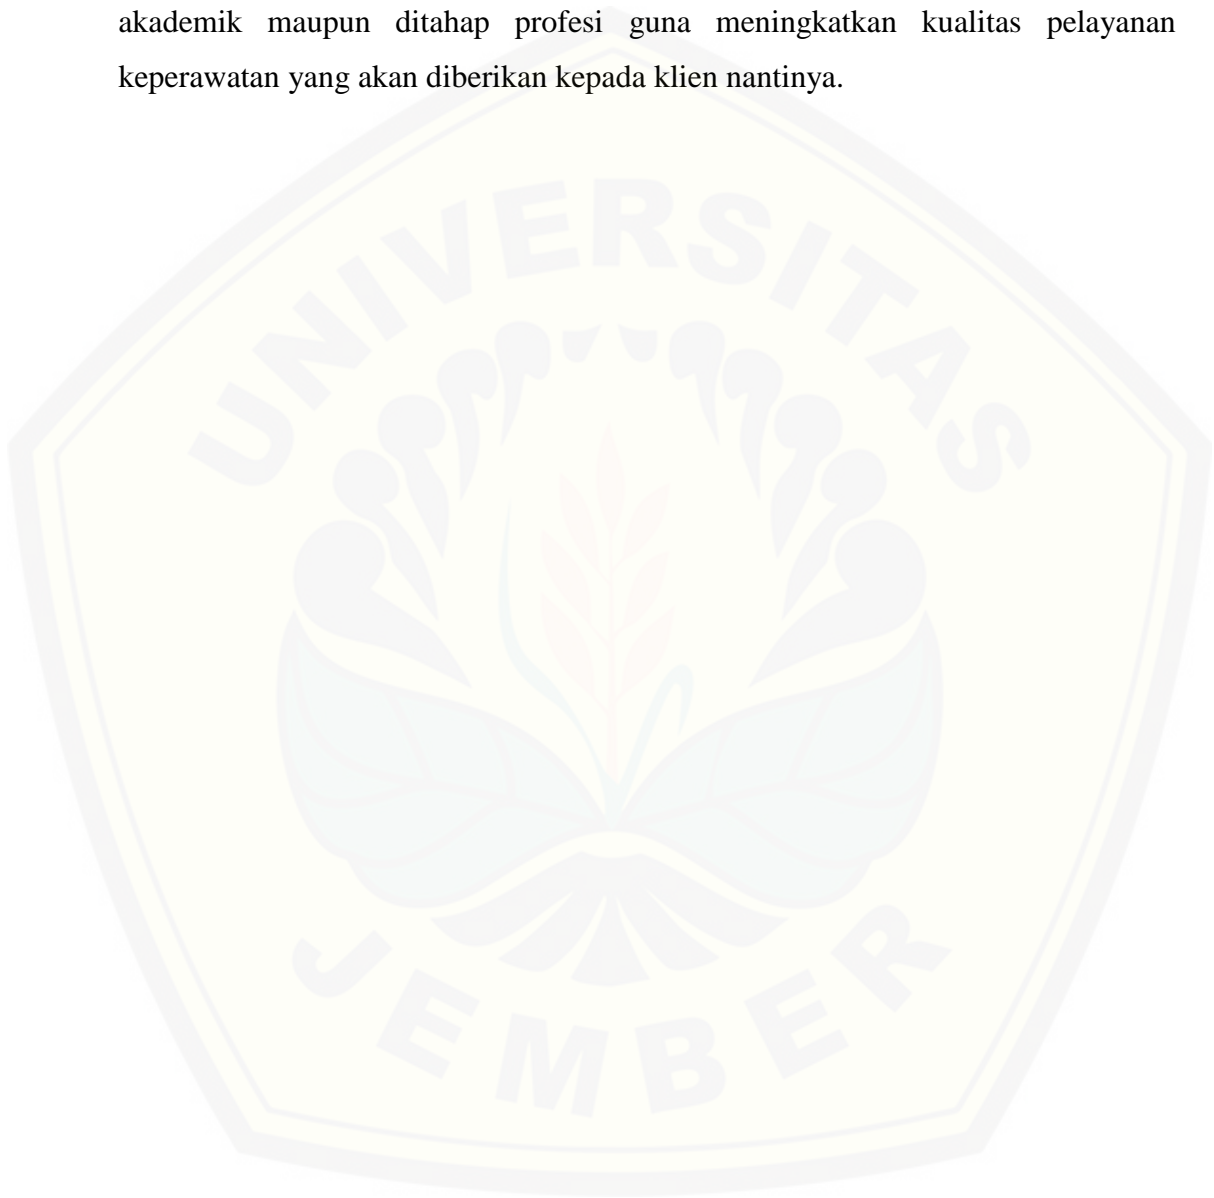 akademik maupun ditahap profesi guna meningkatkan kualitas pelayanan
keperawatan yang akan diberikan kepada klien nantinya.
UNIVERSITAS
JEMBER